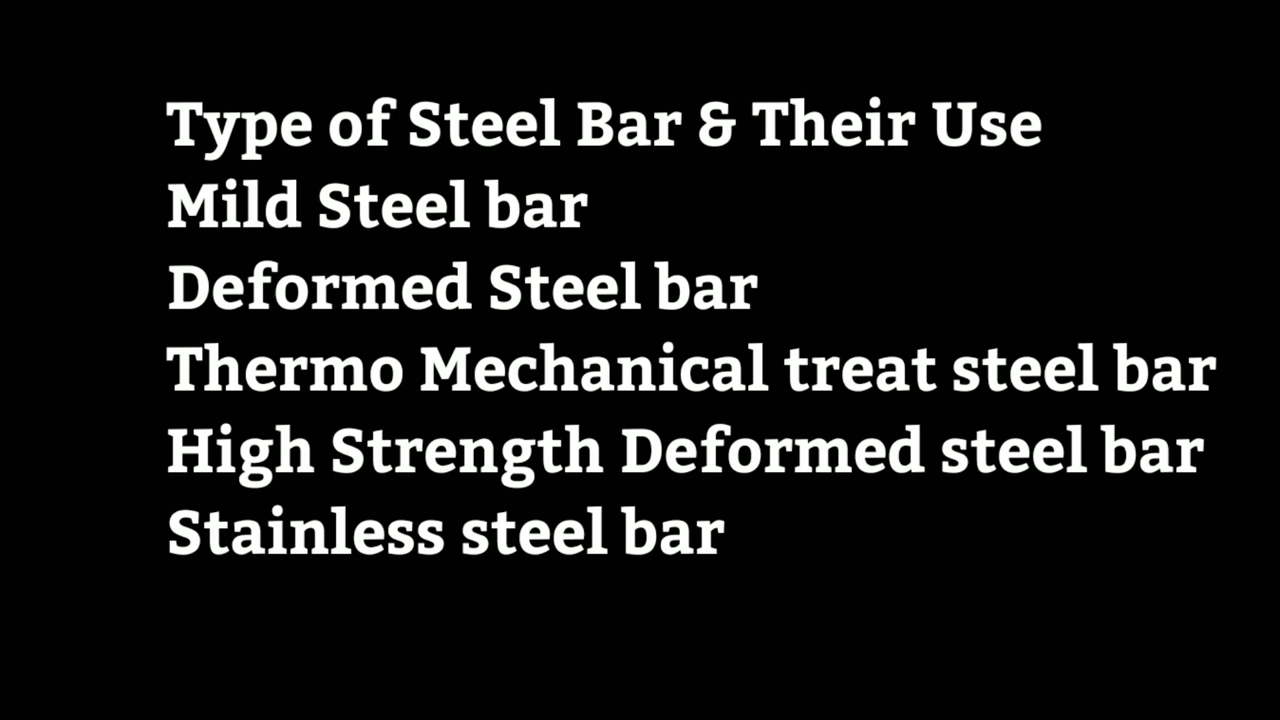 Type of Steel Bar & Their Use
Mild Steel bar
Deformed Steel bar
Thermo Mechanical treat steel bar
High Strength Deformed steel bar
Stainless steel bar